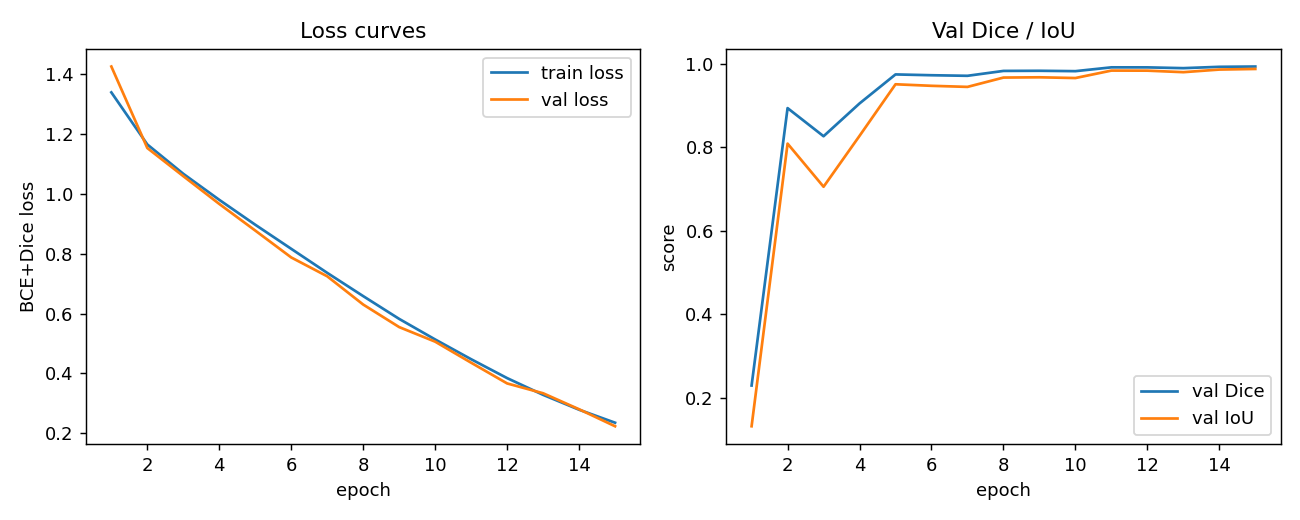 Loss curves
train loss
val loss
BCE+Dice loss
1.4
1.2
1.0
0.8
0.6
0.4
0.2
2 4 6 8 10 12 14
epoch
Val Dice / IoU
score
1.0
0.8
0.6
0.4
0.2
val Dice
val IoU
2 4 6 8 10 12 14
epoch